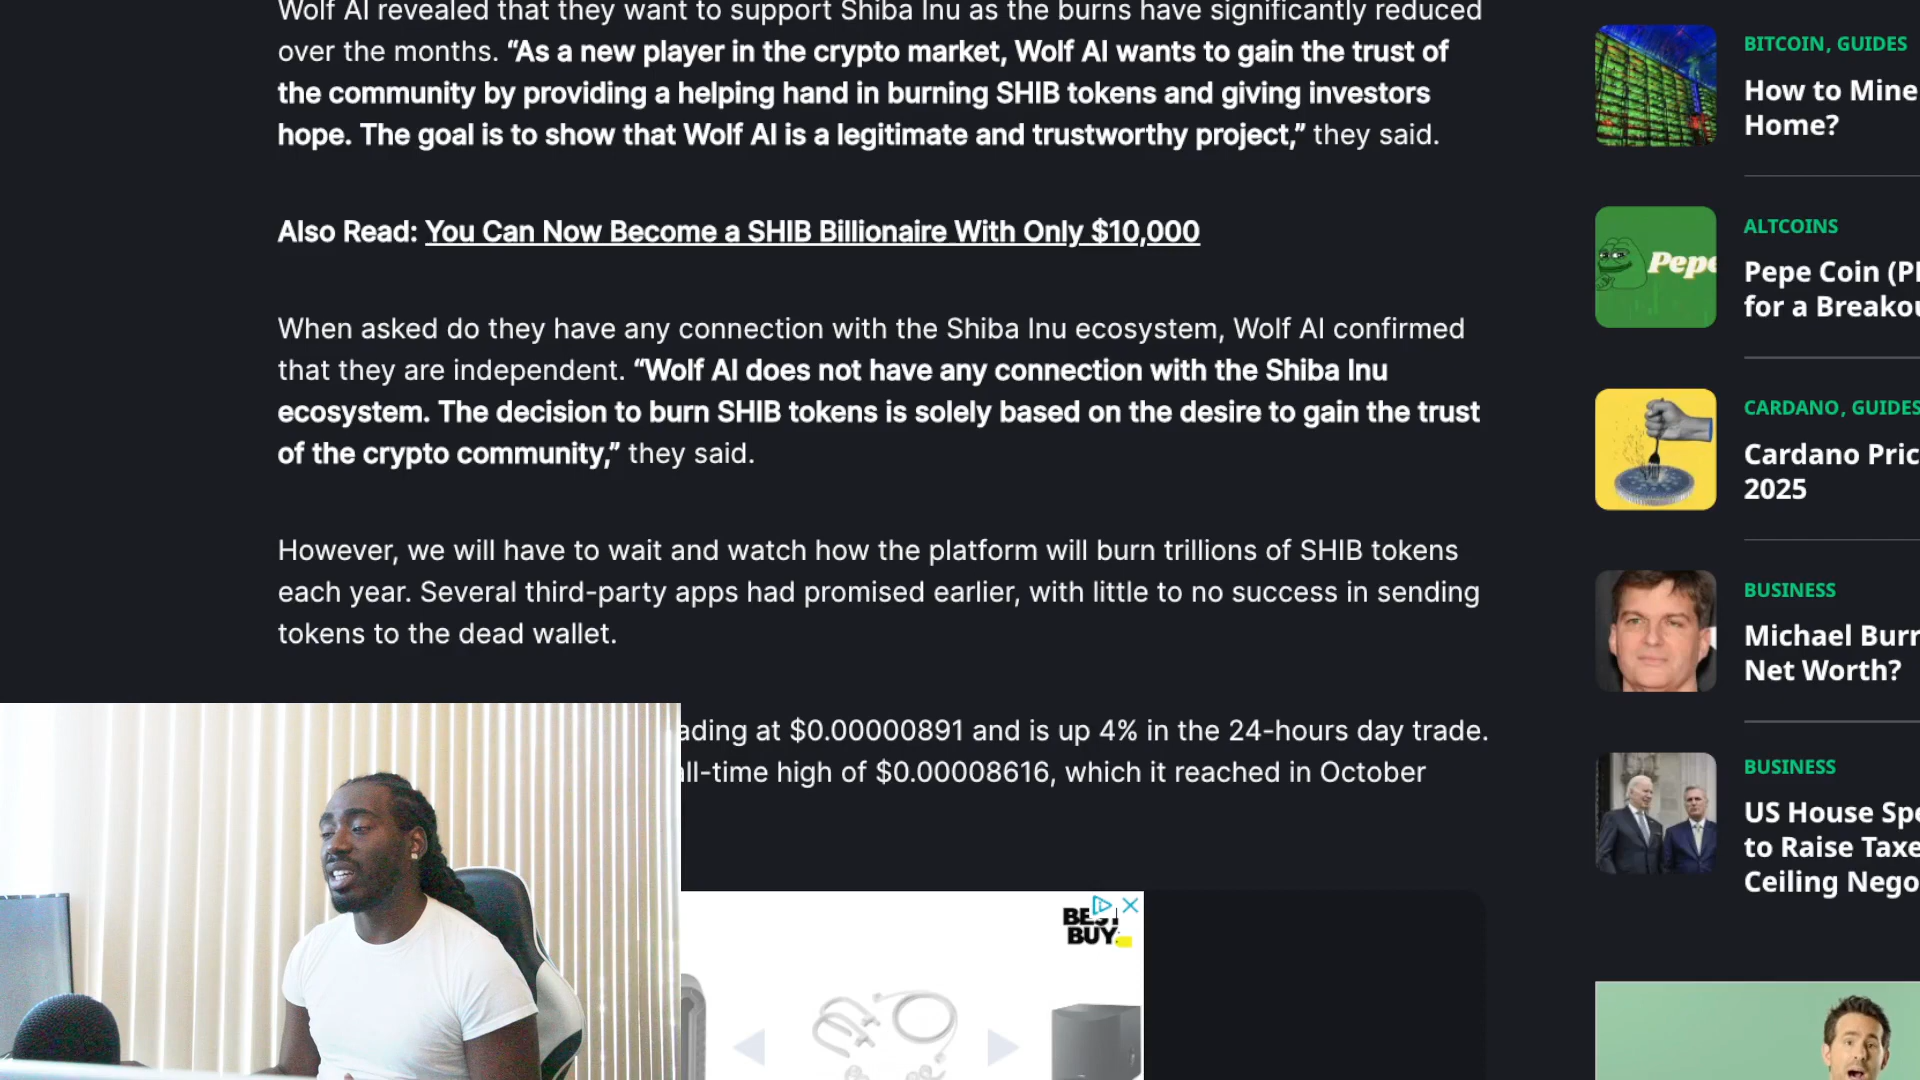 Wolf AI revealed that they want to support Shiba Inu as the burns have significantly reduced
over the months. “As a new player in the crypto market, Wolf AI wants to gain the trust of
the community by providing a helping hand in burning SHIB tokens and giving investors
hope. The goal is to show that Wolf AI is a legitimate and trustworthy project,” they said.
Also Read: You Can Now Become a SHIB Billionaire With Only $10,000
When asked do they have any connection with the Shiba Inu ecosystem, Wolf AI confirmed
that they are independent. “Wolf AI does not have any connection with the Shiba Inu
ecosystem. The decision to burn SHIB tokens is solely based on the desire to gain the trust
of the crypto community,” they said.
However, we will have to wait and watch how the platform will burn trillions of SHIB tokens
each year. Several third-party apps had promised earlier, with little to no success in sending
tokens to the dead wallet.
ading at $0.00000891 and is up 4% in the 24-hours day trade.
all-time high of $0.00008616, which it reached in October
BEST
BUY
BITCOIN, GUIDES
How to Mine
Home?
Pepe
ALTCOINS
Pepe Coin (P
for a Breakou
CARDANO, GUIDES
Cardano Pric
2025
BUSINESS
Michael Burr
Net Worth?
BUSINESS
US House Spe
to Raise Taxe
Ceiling Nego